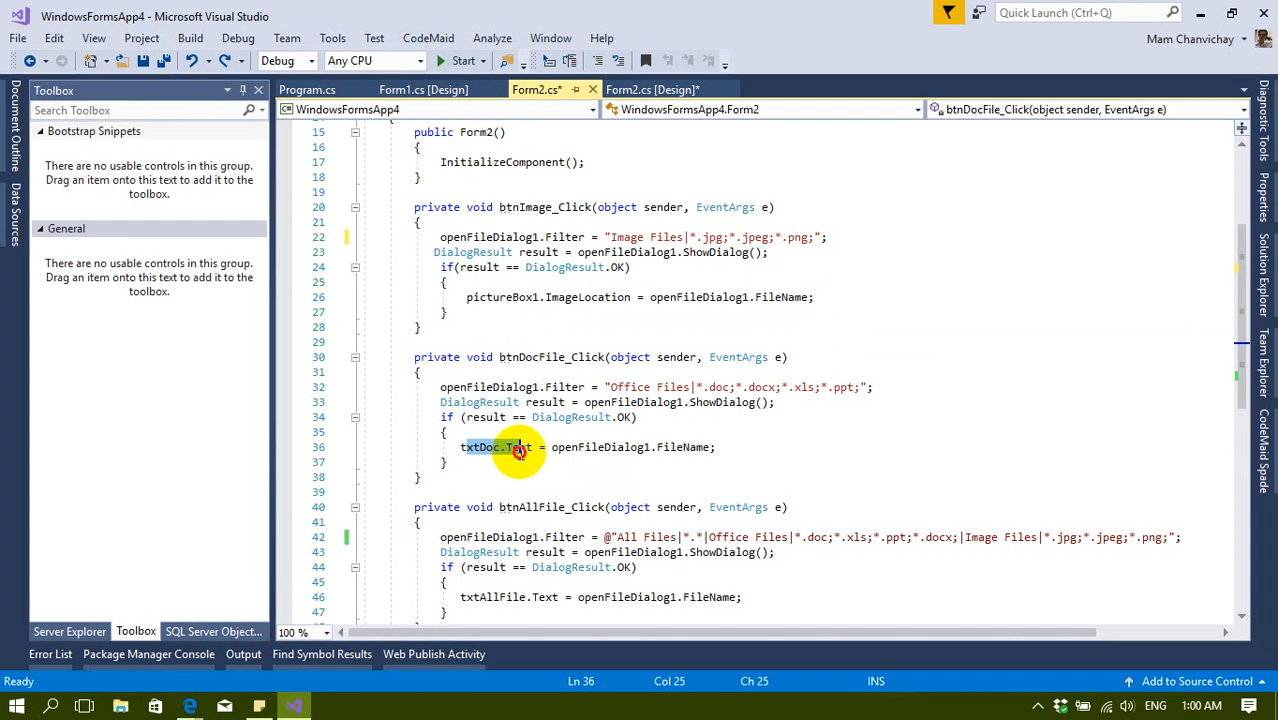 WindowsFormsApp4 - Microsoft Visual Studio
Quick Launch (Ctrl+Q)
File Edit View Project Build Debug Team Tools Test CodeMaid Analyze Window Help
Mam Chanvichay
Debug Any CPU Start
Toolbox
Program.cs Form1.cs [Design] Form2.cs* Form2.cs [Design]*
Search Toolbox
WindowsFormsApp4 WindowsFormsApp4.Form2 btnDocFile_Click(object sender, EventArgs e)
Document Outline
Data Sources
Bootstrap Snippets
There are no usable controls in this group.
Drag an item onto this text to add it to the
toolbox.
General
There are no usable controls in this group.
Drag an item onto this text to add it to the
toolbox.
15 public Form2()
16 {
17 InitializeComponent();
18 }
19
20 private void btnImage_Click(object sender, EventArgs e)
21 {
22 openFileDialog1.Filter = "Image Files|*.jpg;*.jpeg;*.png;";
23 DialogResult result = openFileDialog1.ShowDialog();
24 if(result == DialogResult.OK)
25 {
26 pictureBox1.ImageLocation = openFileDialog1.FileName;
27 }
28 }
29
30 private void btnDocFile_Click(object sender, EventArgs e)
31 {
32 openFileDialog1.Filter = "Office Files|*.doc;*.docx;*.xls;*.ppt;";
33 DialogResult result = openFileDialog1.ShowDialog();
34 if (result == DialogResult.OK)
35 {
36 txtDoc.Text = openFileDialog1.FileName;
37 }
38 }
39
40 private void btnAllFile_Click(object sender, EventArgs e)
41 {
42 openFileDialog1.Filter = @"All Files|*.*|Office Files|*.doc;*.xls;*.ppt;*.docx;|Image Files|*.jpg;*.jpeg;*.png;";
43 DialogResult result = openFileDialog1.ShowDialog();
44 if (result == DialogResult.OK)
45 {
46 txtAllFile.Text = openFileDialog1.FileName;
47 }
Diagnostic Tools
Properties
Solution Explorer
Team Explorer
100 %
Server Explorer Toolbox SQL Server Object...
Error List Package Manager Console Output Find Symbol Results Web Publish Activity
Ready Ln 36 Col 25 Ch 25 INS Add to Source Control
ENG 1:00 AM